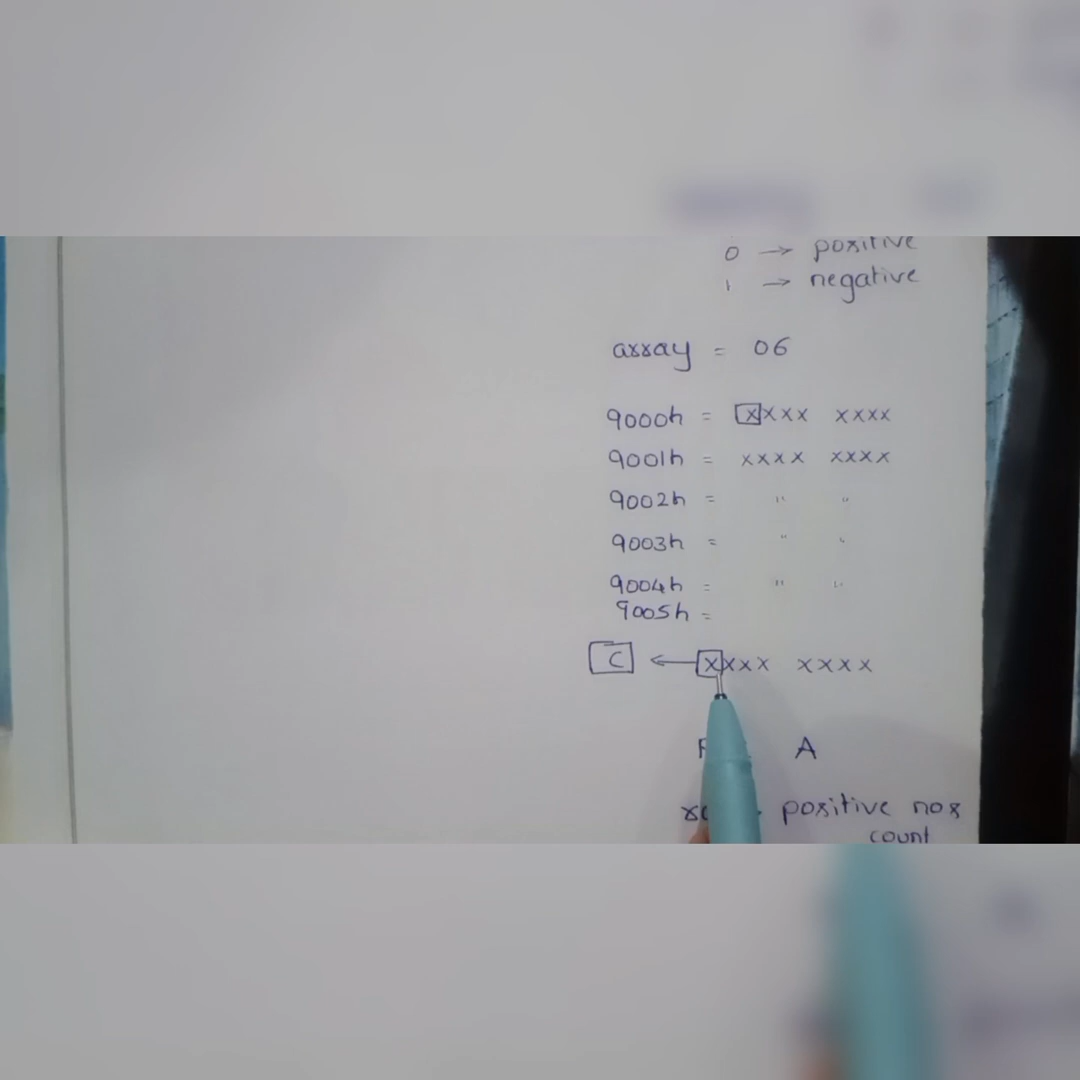 0 → positive
1 → negative
array = 06
9000h = xxxx xxxx
9001h = xxxx xxxx
9002h = " "
9003h = " "
9004h = " "
9005h =
C ← xxxx xxxx
A
positive nos
count